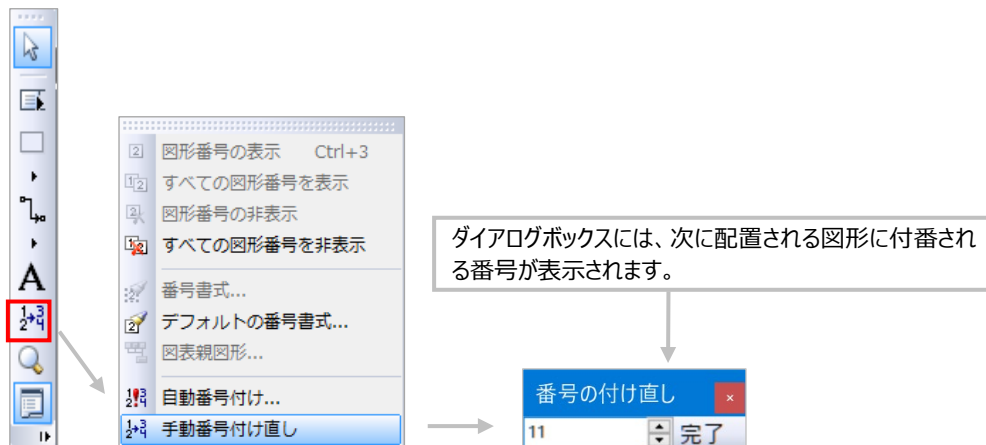 A
図形番号の表示 Ctrl+3
すべての図形番号を表示
図形番号の非表示
すべての図形番号を非表示
番号書式...
デフォルトの番号書式...
図表親図形...
自動番号付け...
手動番号付け直し
ダイアログボックスには、次に配置される図形に付番され
る番号が表示されます。
番号の付け直し
11 完了